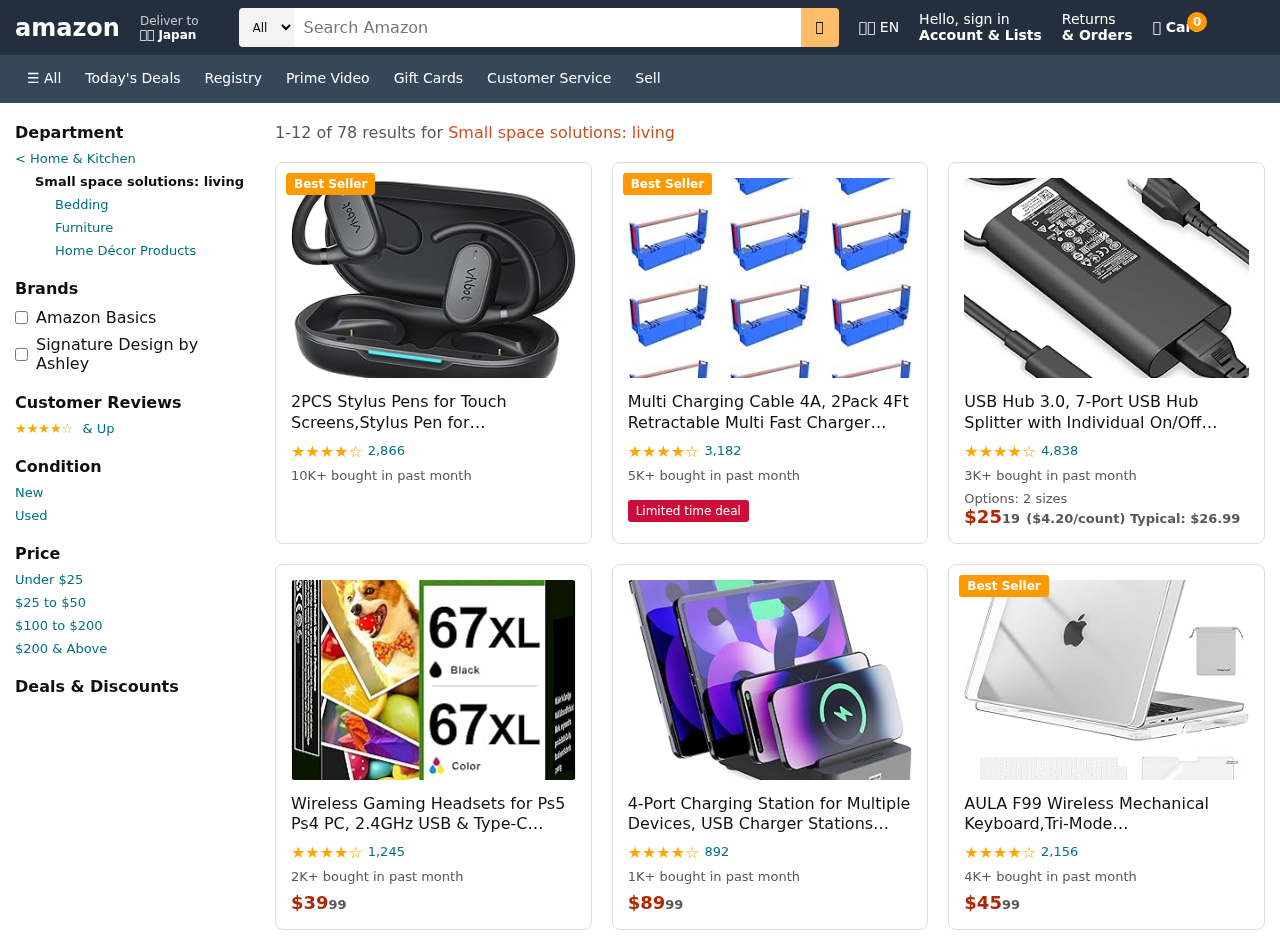 amazon
Deliver to
Japan
All
Search Amazon
EN
Hello, sign in
Account & Lists
Returns
& Orders
0
☰ All
Today's Deals
Registry
Prime Video
Gift Cards
Customer Service
Sell
Department
< Home & Kitchen
Small space solutions: living
Bedding
Furniture
Home Décor Products
Brands
Amazon Basics
Signature Design by
Ashley
Customer Reviews
★★★★☆ & Up
Condition
New
Used
Price
Under $25
$25 to $50
$100 to $200
$200 & Above
Deals & Discounts
1-12 of 78 results for Small space solutions: living
Best Seller
Vhbot
Vhbot
2PCS Stylus Pens for Touch
Screens,Stylus Pen for…
★★★★☆ 2,866
10K+ bought in past month
Best Seller
Multi Charging Cable 4A, 2Pack 4Ft
Retractable Multi Fast Charger…
★★★★☆ 3,182
5K+ bought in past month
Limited time deal
USB Hub 3.0, 7-Port USB Hub
Splitter with Individual On/Off…
★★★★☆ 4,838
3K+ bought in past month
Options: 2 sizes
$25 19 ($4.20/count) Typical: $26.99
67XL
Black
67XL
Color
Wireless Gaming Headsets for Ps5
Ps4 PC, 2.4GHz USB & Type-C…
★★★★☆ 1,245
2K+ bought in past month
$39 99
4-Port Charging Station for Multiple
Devices, USB Charger Stations…
★★★★☆ 892
1K+ bought in past month
$89 99
Best Seller
AULA F99 Wireless Mechanical
Keyboard,Tri-Mode…
★★★★☆ 2,156
4K+ bought in past month
$45 99